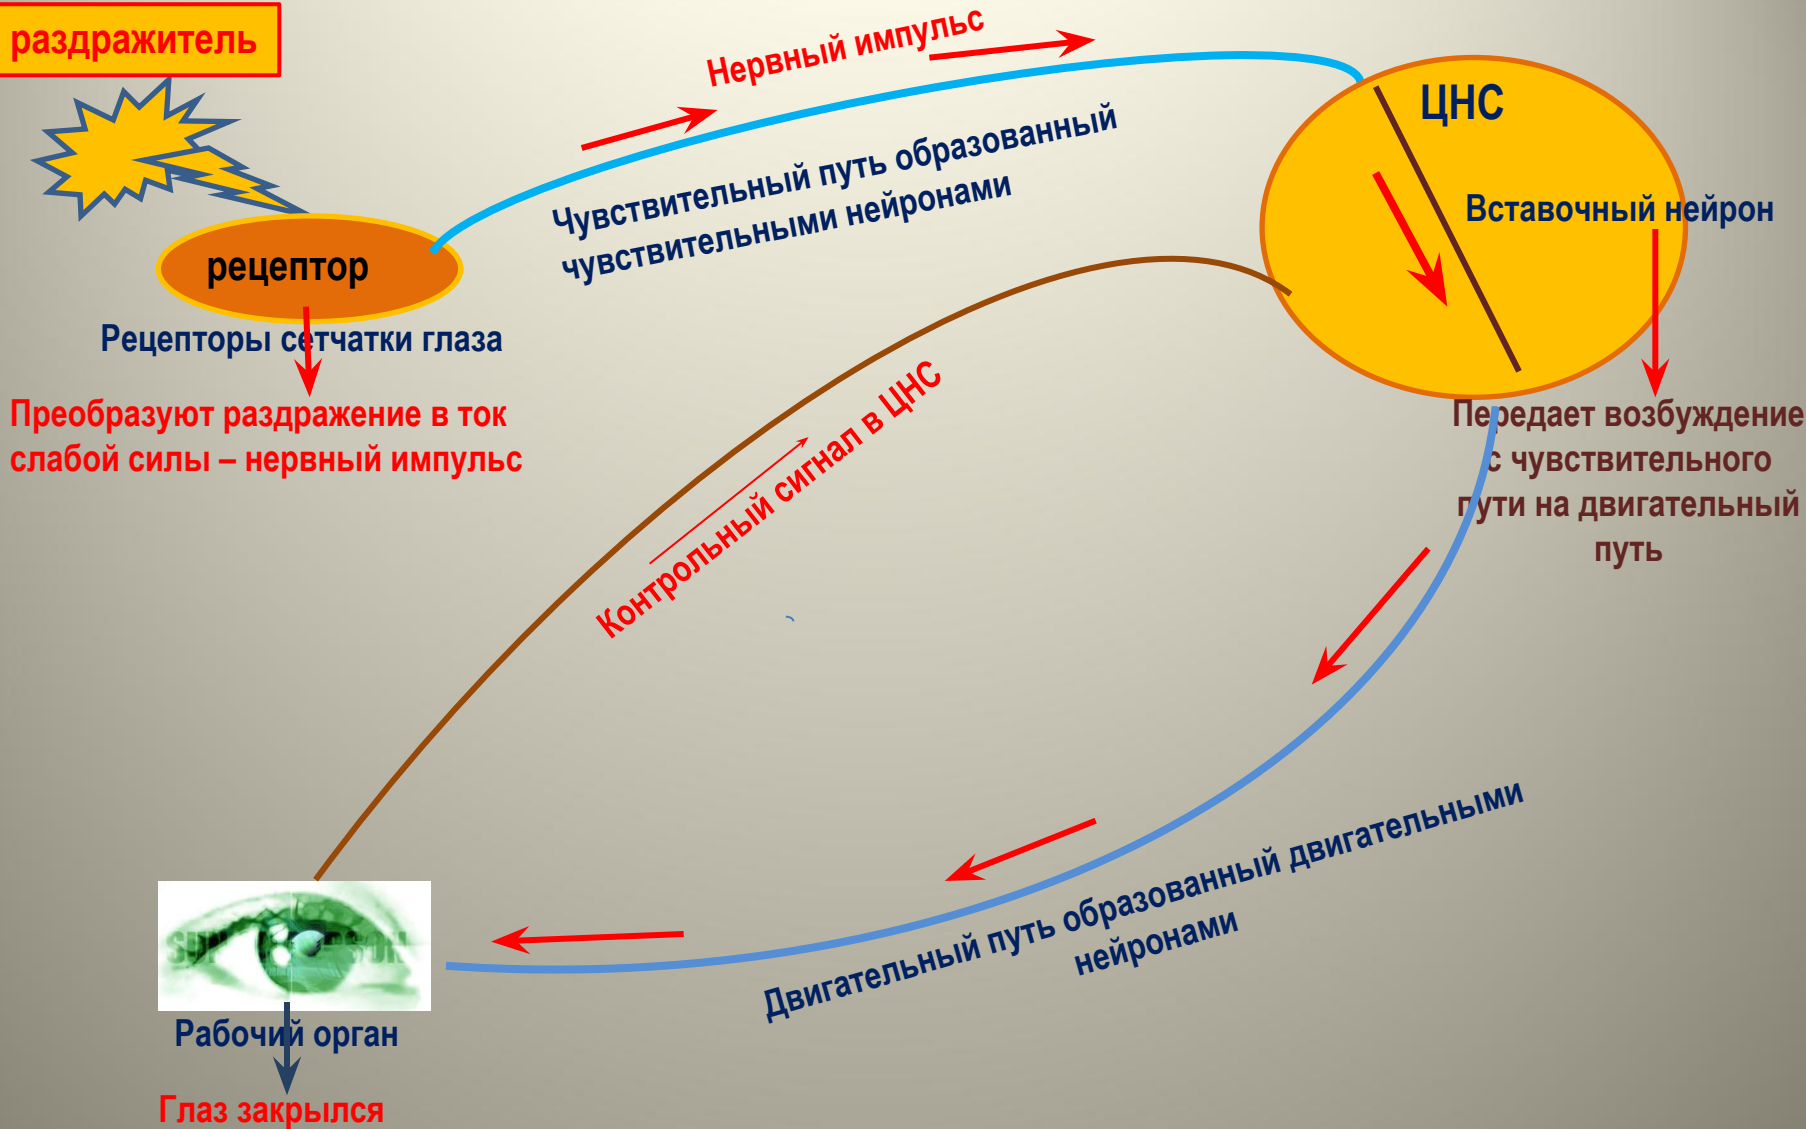 раздражитель
Нервный импульс
ЦНС
Чувствительный путь образованный
чувствительными нейронами
Вставочный нейрон
рецептор
Рецепторы сетчатки глаза
Преобразуют раздражение в ток
слабой силы – нервный импульс
Контрольный сигнал в ЦНС
Передает возбуждение
с чувствительного
пути на двигательный
путь
Двигательный путь образованный двигательными
нейронами
Рабочий орган
Глаз закрылся